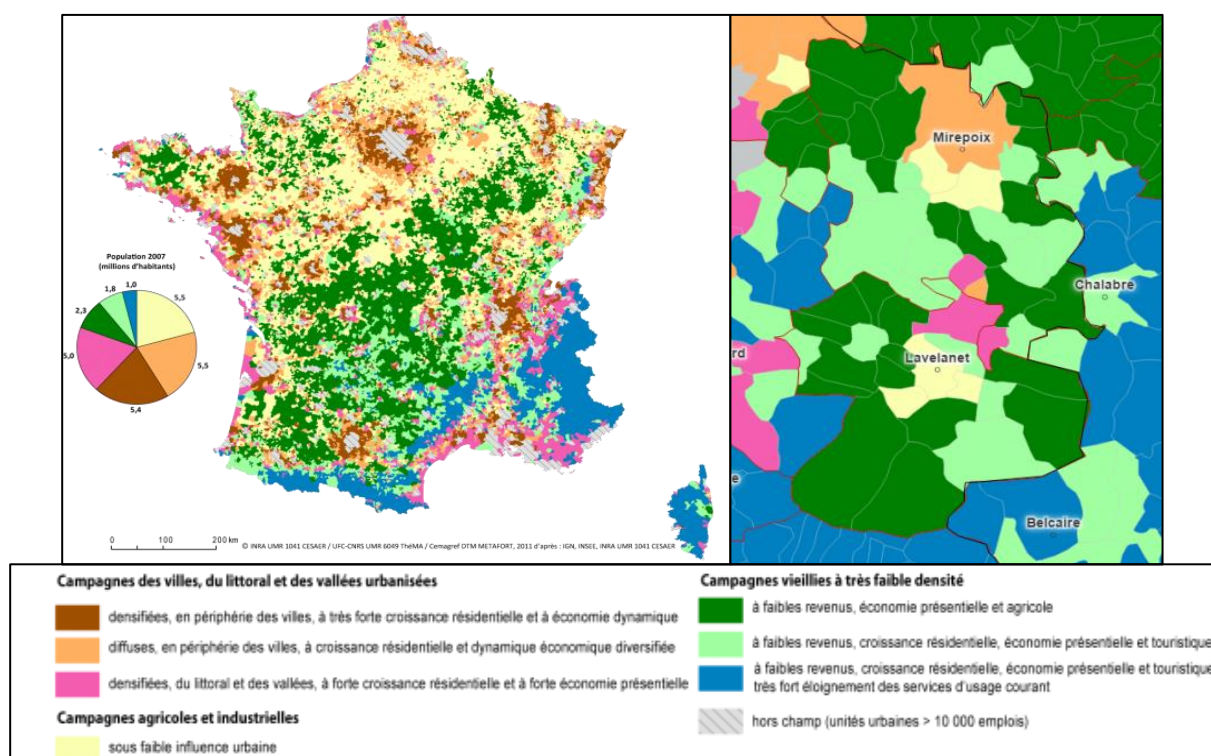 Population 2007
(millions d'habitants)
1,0
1,8
2,3
5,5
5,0
5,5
5,4
0
100
200 km
© INRA UMR 1041 CESAER / UFC-CNRS UMR 6049 ThéMA / Cemagref DTM METAFORT, 2011 d'après : IGN, INSEE, INRA UMR 1041 CESAER
Mirepoix
Chalabre
Lavelanet
rd
e
Belcaire
Campagnes des villes, du littoral et des vallées urbanisées
densifiées, en périphérie des villes, à très forte croissance résidentielle et à économie dynamique
diffuses, en périphérie des villes, à croissance résidentielle et dynamique économique diversifiée
densifiées, du littoral et des vallées, à forte croissance résidentielle et à forte économie présentielle
Campagnes agricoles et industrielles
sous faible influence urbaine
Campagnes vieillies à très faible densité
à faibles revenus, économie présentielle et agricole
à faibles revenus, croissance résidentielle, économie présentielle et touristique
à faibles revenus, croissance résidentielle, économie présentielle et touristique
très fort éloignement des services d'usage courant
hors champ (unités urbaines > 10 000 emplois)